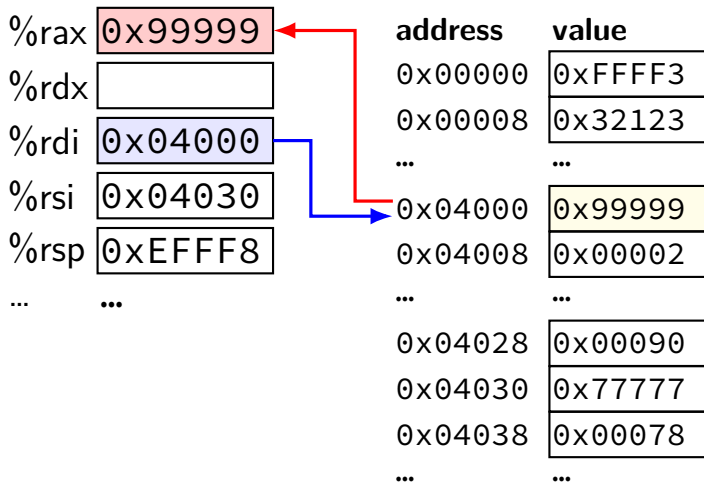 %rax 0x99999
%rdx
%rdi 0x04000
%rsi 0x04030
%rsp 0xEFFF8
... ...
address value
0x00000 0xFFFF3
0x00008 0x32123
... ...
0x04000 0x99999
0x04008 0x00002
... ...
0x04028 0x00090
0x04030 0x77777
0x04038 0x00078
... ...